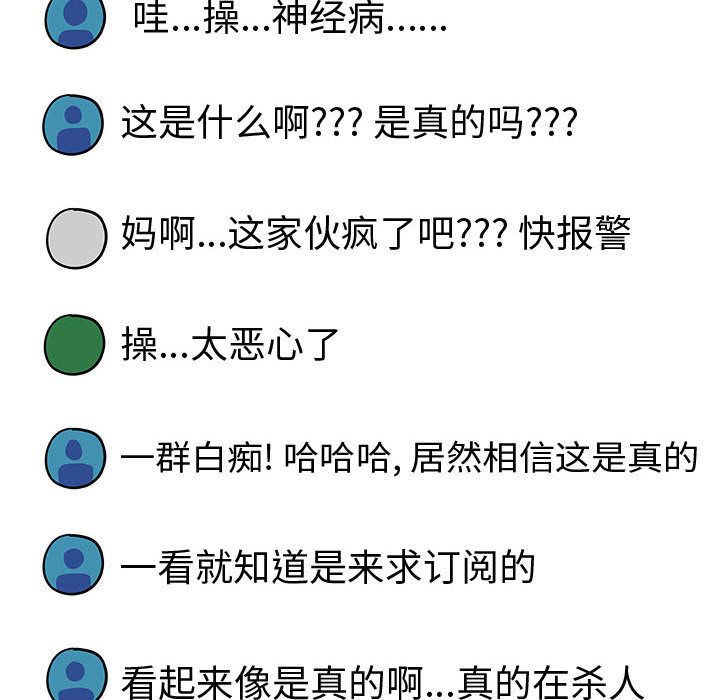 哇...操...神经病......
这是什么啊??? 是真的吗???
妈啊...这家伙疯了吧??? 快报警
操...太恶心了
一群白痴! 哈哈哈, 居然相信这是真的
一看就知道是来求订阅的
看起来像是真的啊...真的在杀人